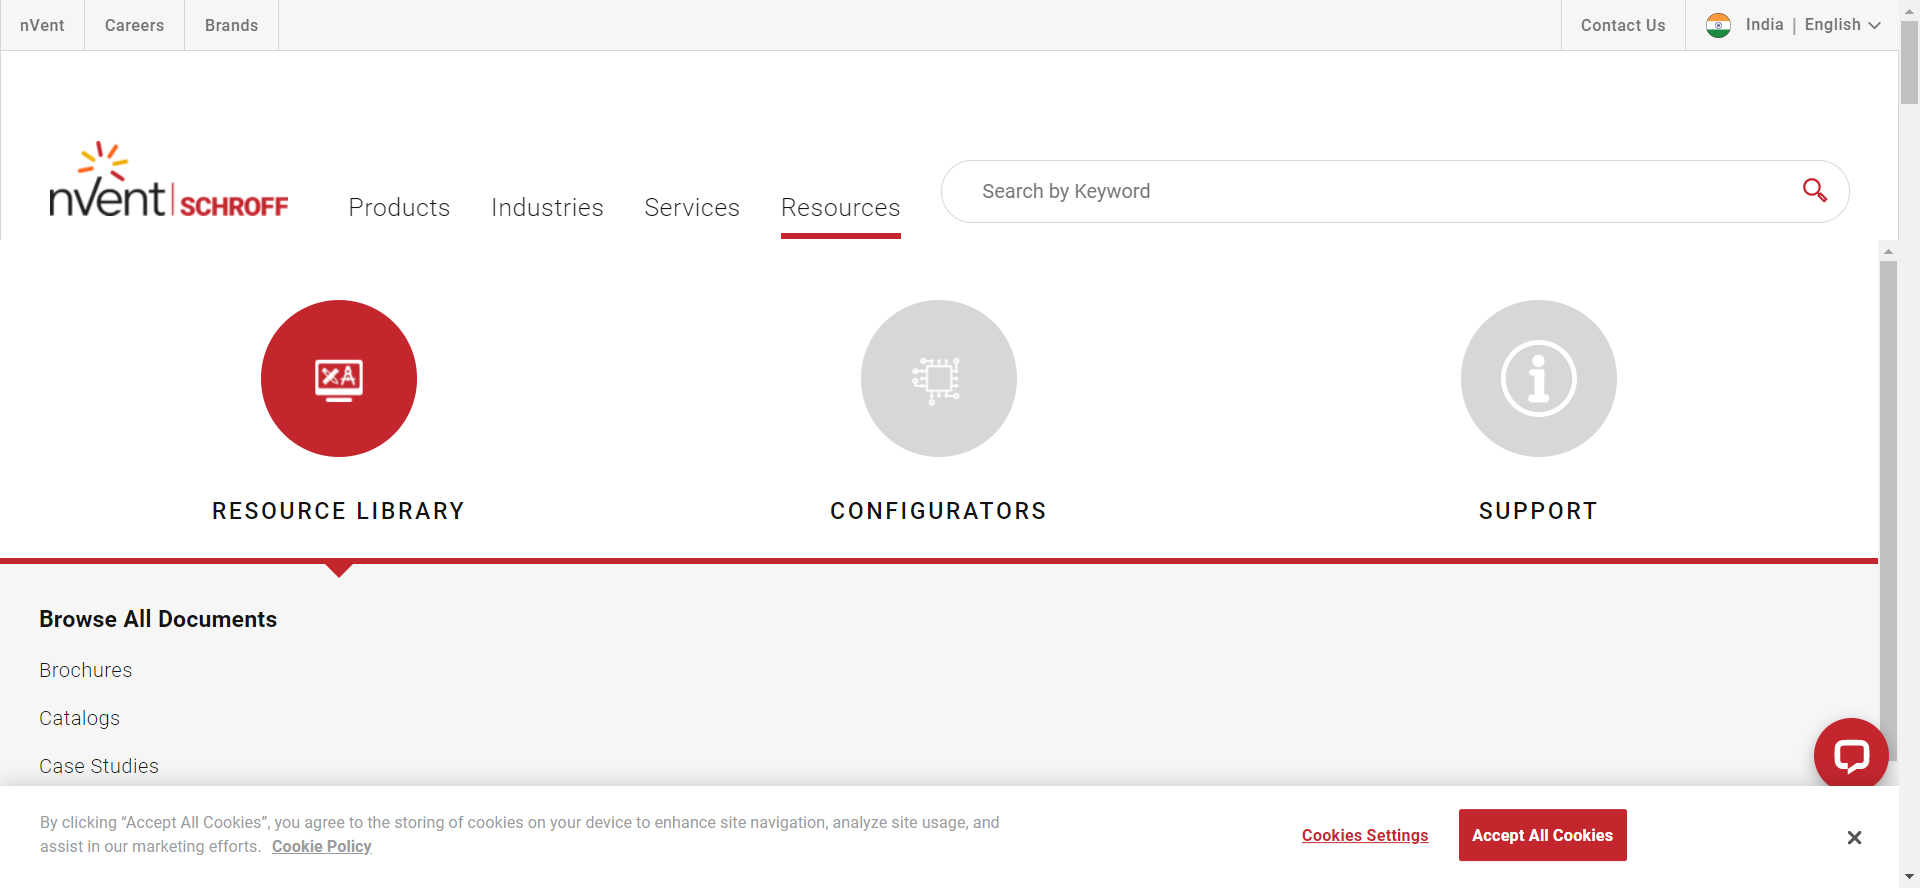 nVent
Careers
Brands
Contact Us
India | English
nVent | SCHROFF
Products
Industries
Services
Resources
Search by Keyword
RESOURCE LIBRARY
CONFIGURATORS
SUPPORT
Browse All Documents
Brochures
Catalogs
Case Studies
By clicking “Accept All Cookies”, you agree to the storing of cookies on your device to enhance site navigation, analyze site usage, and
assist in our marketing efforts. Cookie Policy
Cookies Settings
Accept All Cookies